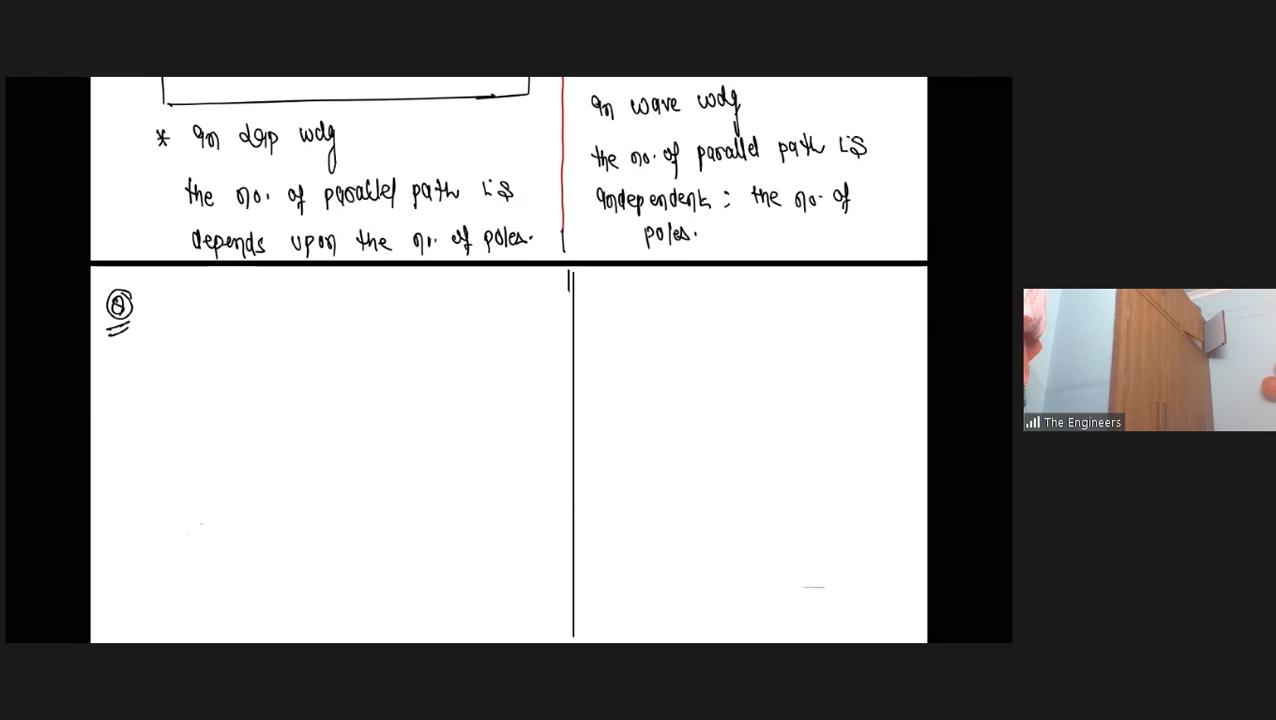 * In Lap wdg
the no. of parallel path is
depends upon the no. of poles.
In wave wdg
the no. of parallel path is
independent : the no. of
poles.
Q
The Engineers